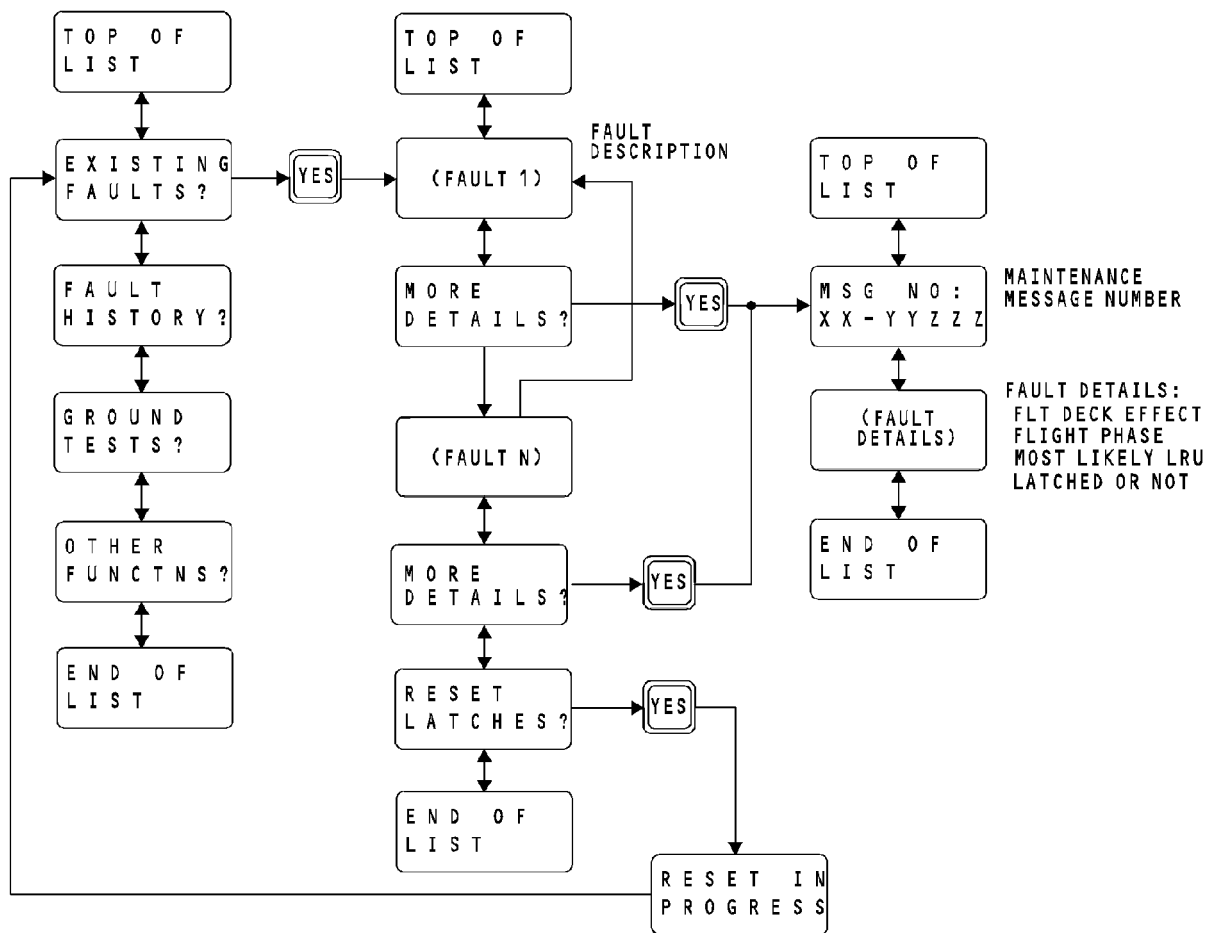 TOP OF
LIST
EXISTING
FAULTS?
FAULT
HISTORY?
GROUND
TESTS?
OTHER
FUNCTNS?
END OF
LIST
YES
TOP OF
LIST
FAULT
DESCRIPTION
(FAULT 1)
MORE
DETAILS?
YES
(FAULT N)
MORE
DETAILS?
YES
RESET
LATCHES?
YES
END OF
LIST
RESET IN
PROGRESS
TOP OF
LIST
MSG NO:
XX-YYZZZ
MAINTENANCE
MESSAGE NUMBER
(FAULT
DETAILS)
FAULT DETAILS:
FLT DECK EFFECT
FLIGHT PHASE
MOST LIKELY LRU
LATCHED OR NOT
END OF
LIST